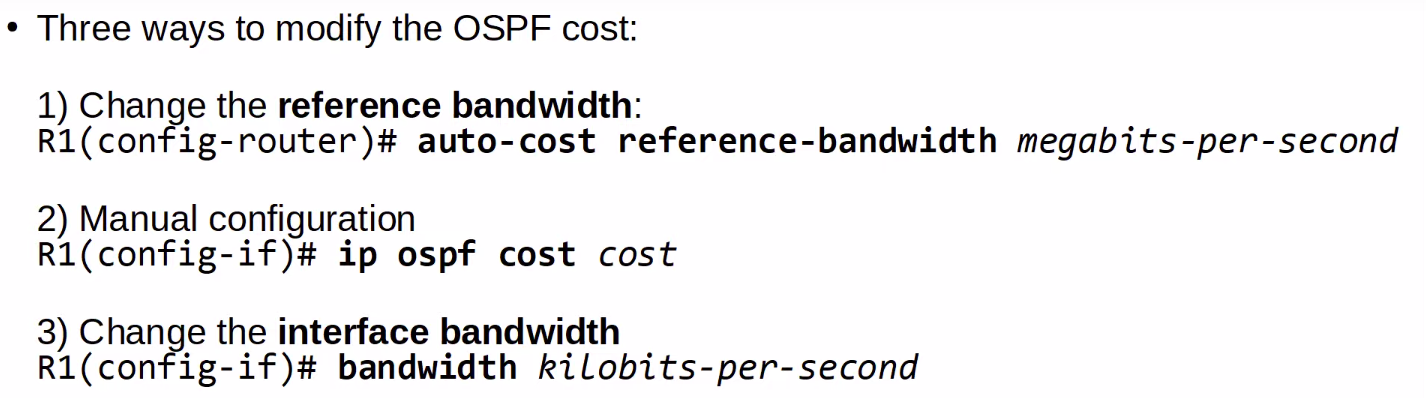 • Three ways to modify the OSPF cost:
1) Change the reference bandwidth:
R1(config-router)# auto-cost reference-bandwidth megabits-per-second
2) Manual configuration
R1(config-if)# ip ospf cost cost
3) Change the interface bandwidth
R1(config-if)# bandwidth kilobits-per-second